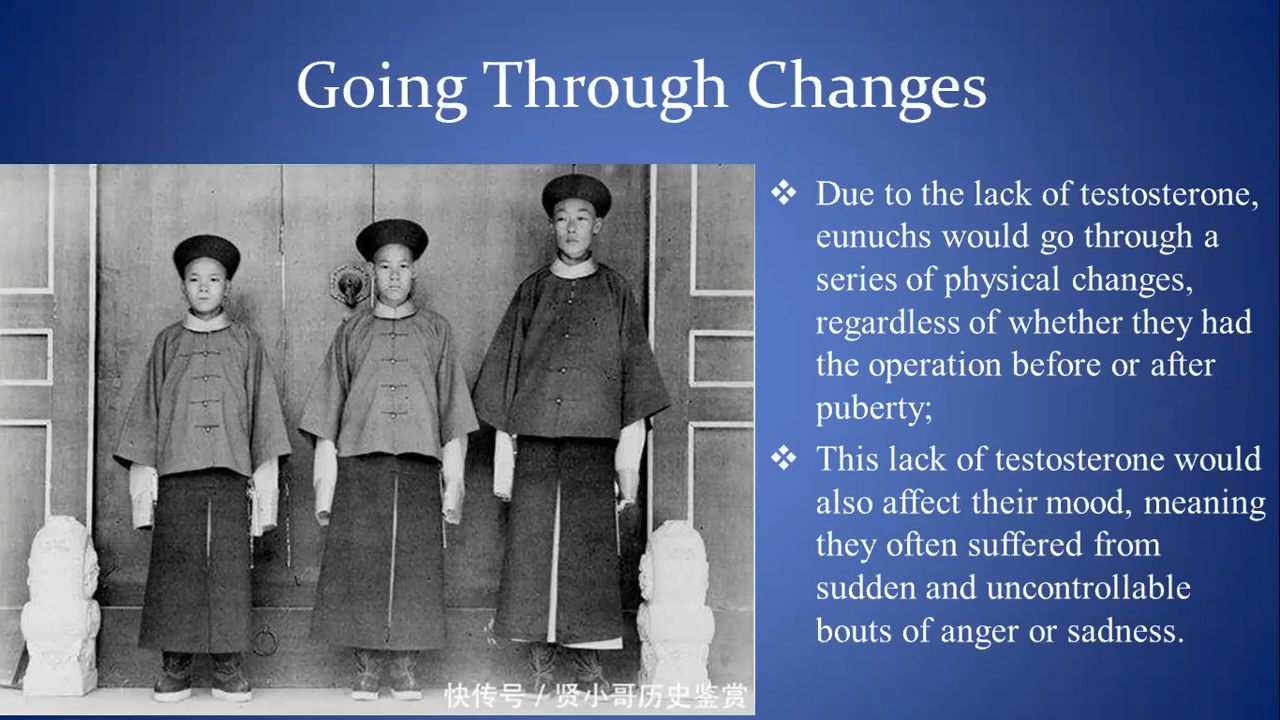 Going Through Changes
❖ Due to the lack of testosterone,
eunuchs would go through a
series of physical changes,
regardless of whether they had
the operation before or after
puberty;
❖ This lack of testosterone would
also affect their mood, meaning
they often suffered from
sudden and uncontrollable
bouts of anger or sadness.
快传号 / 贤小哥历史鉴赏